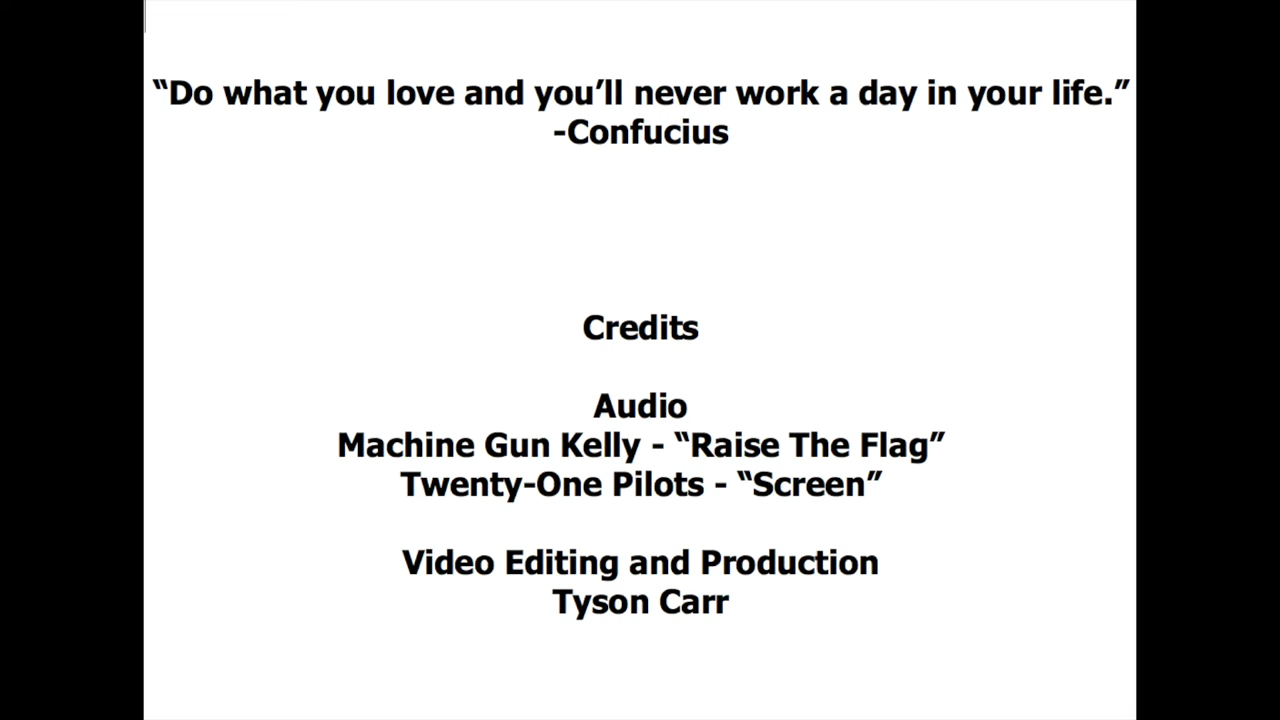 “Do what you love and you’ll never work a day in your life.”
-Confucius
Credits
Audio
Machine Gun Kelly - “Raise The Flag”
Twenty-One Pilots - “Screen”
Video Editing and Production
Tyson Carr